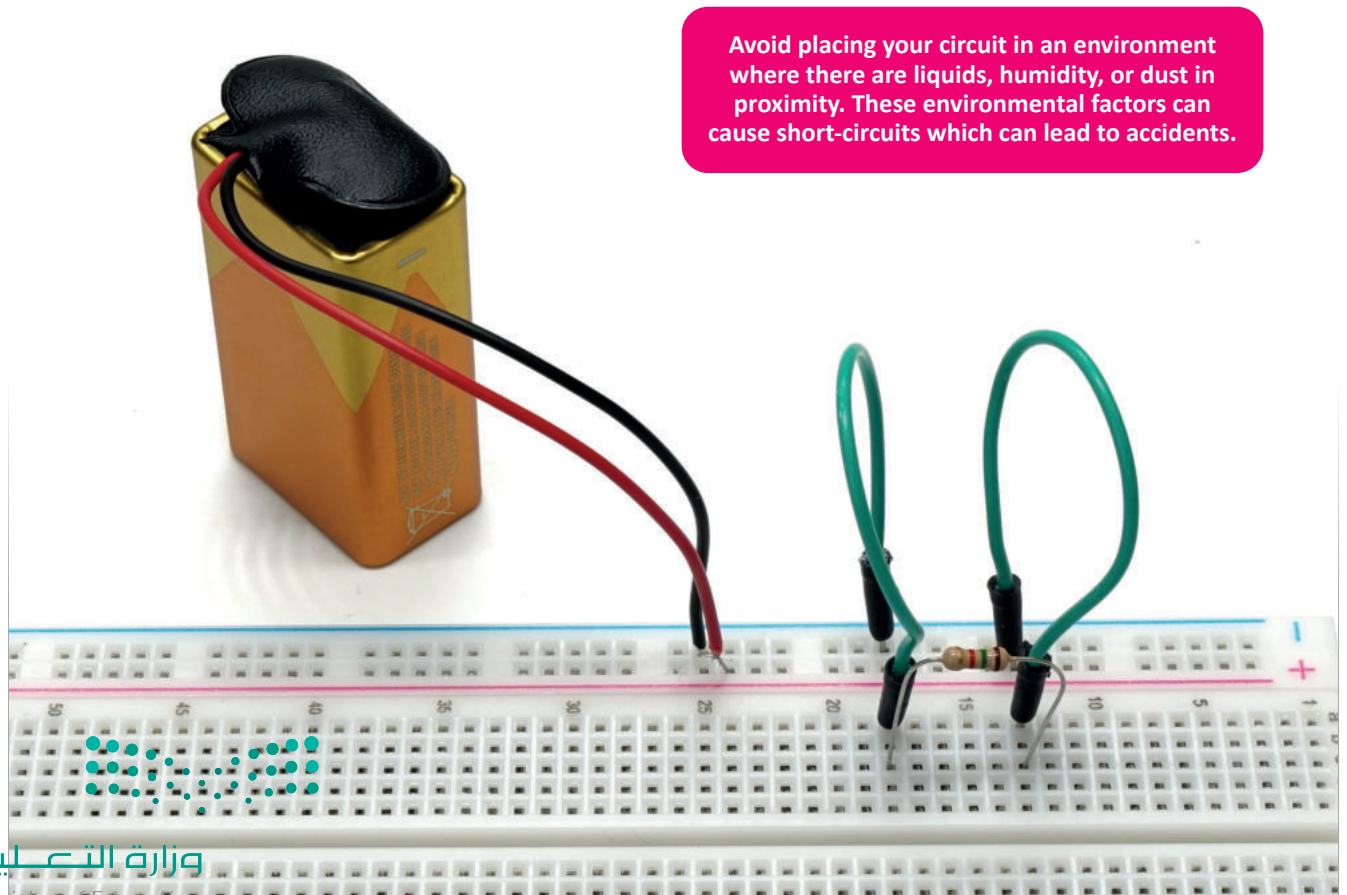 Avoid placing your circuit in an environment
where there are liquids, humidity, or dust in
proximity. These environmental factors can
cause short-circuits which can lead to accidents.
−
+
50
45
40
35
30
25
20
15
10
5
1
a